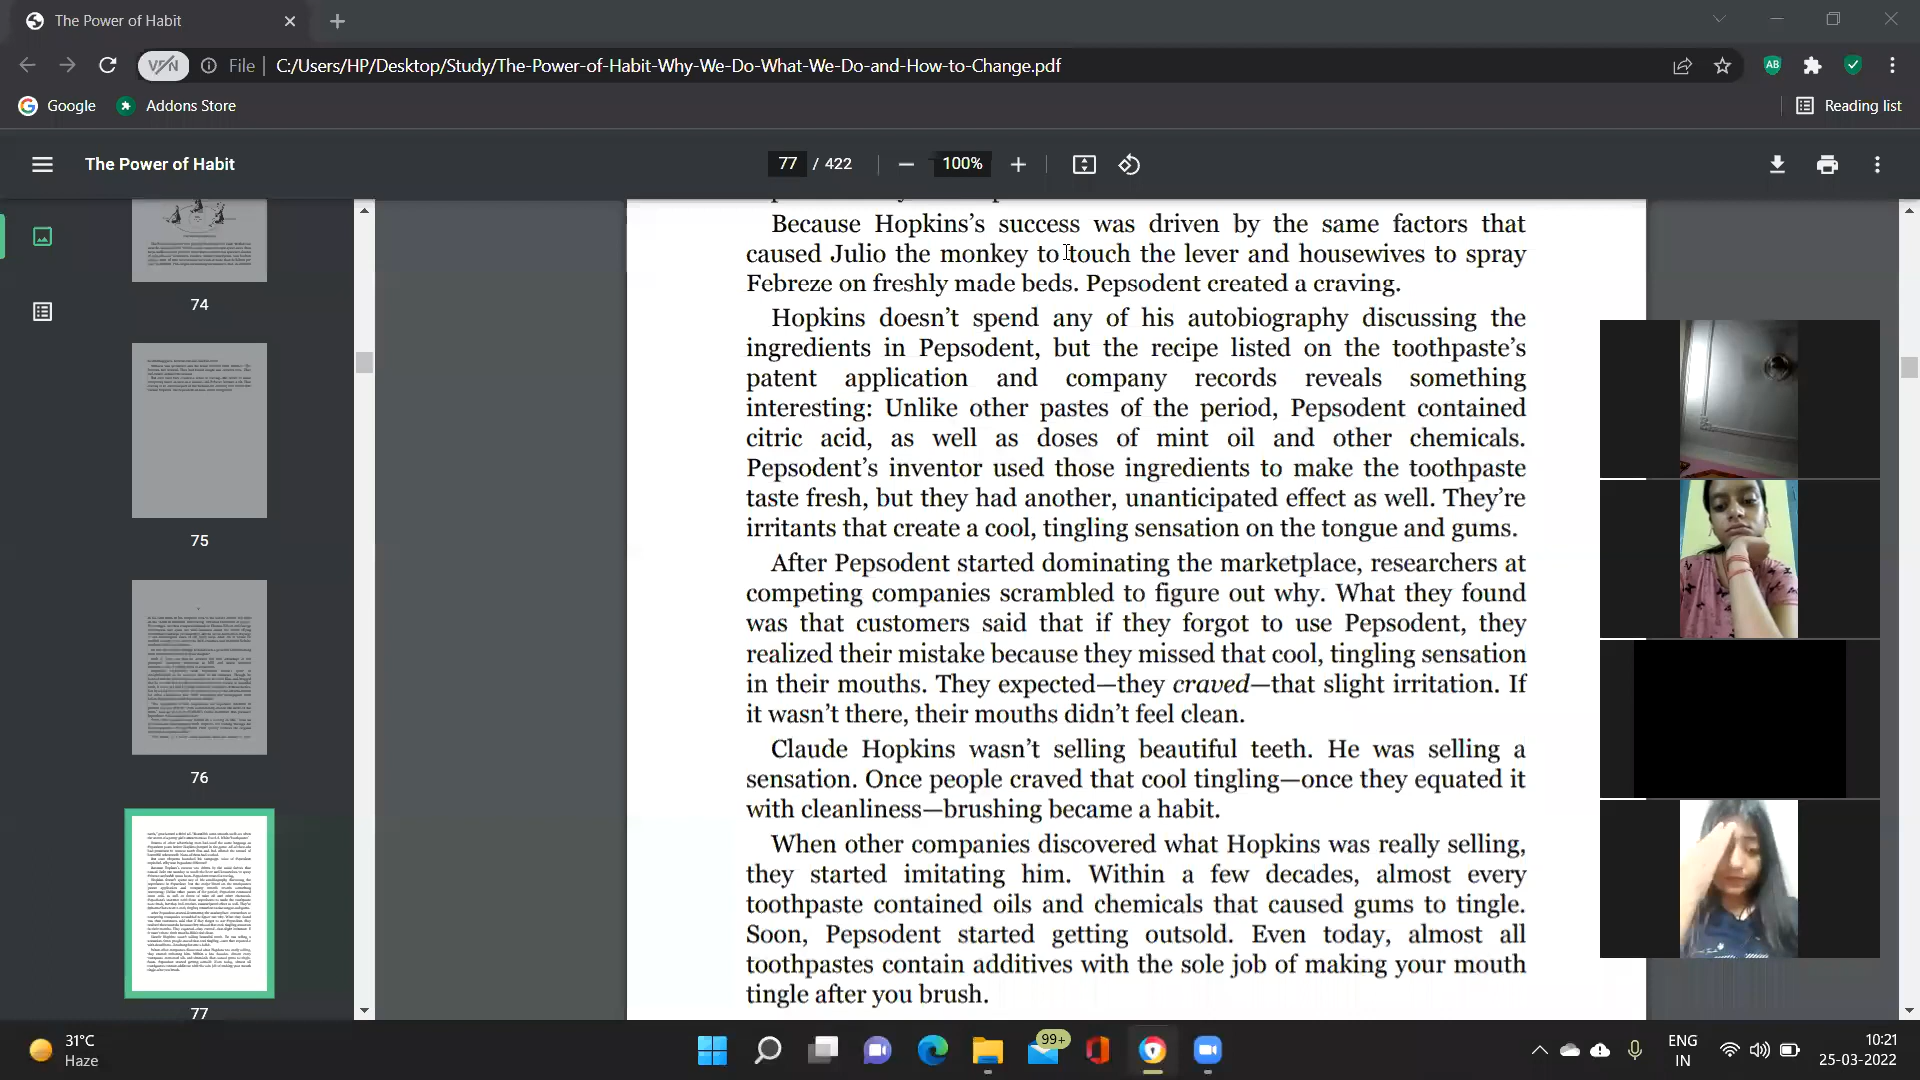 The Power of Habit
VPN
File
C:/Users/HP/Desktop/Study/The-Power-of-Habit-Why-We-Do-What-We-Do-and-How-to-Change.pdf
AB
Google
Addons Store
Reading list
The Power of Habit
77 / 422
100%
74
75
76
77
Because Hopkins’s success was driven by the same factors that
caused Julio the monkey to touch the lever and housewives to spray
Febreze on freshly made beds. Pepsodent created a craving.
Hopkins doesn’t spend any of his autobiography discussing the
ingredients in Pepsodent, but the recipe listed on the toothpaste’s
patent application and company records reveals something
interesting: Unlike other pastes of the period, Pepsodent contained
citric acid, as well as doses of mint oil and other chemicals.
Pepsodent’s inventor used those ingredients to make the toothpaste
taste fresh, but they had another, unanticipated effect as well. They’re
irritants that create a cool, tingling sensation on the tongue and gums.
After Pepsodent started dominating the marketplace, researchers at
competing companies scrambled to figure out why. What they found
was that customers said that if they forgot to use Pepsodent, they
realized their mistake because they missed that cool, tingling sensation
in their mouths. They expected—they craved—that slight irritation. If
it wasn’t there, their mouths didn’t feel clean.
Claude Hopkins wasn’t selling beautiful teeth. He was selling a
sensation. Once people craved that cool tingling—once they equated it
with cleanliness—brushing became a habit.
When other companies discovered what Hopkins was really selling,
they started imitating him. Within a few decades, almost every
toothpaste contained oils and chemicals that caused gums to tingle.
Soon, Pepsodent started getting outsold. Even today, almost all
toothpastes contain additives with the sole job of making your mouth
tingle after you brush.
31°C
Haze
99+
ENG
IN
10:21
25-03-2022